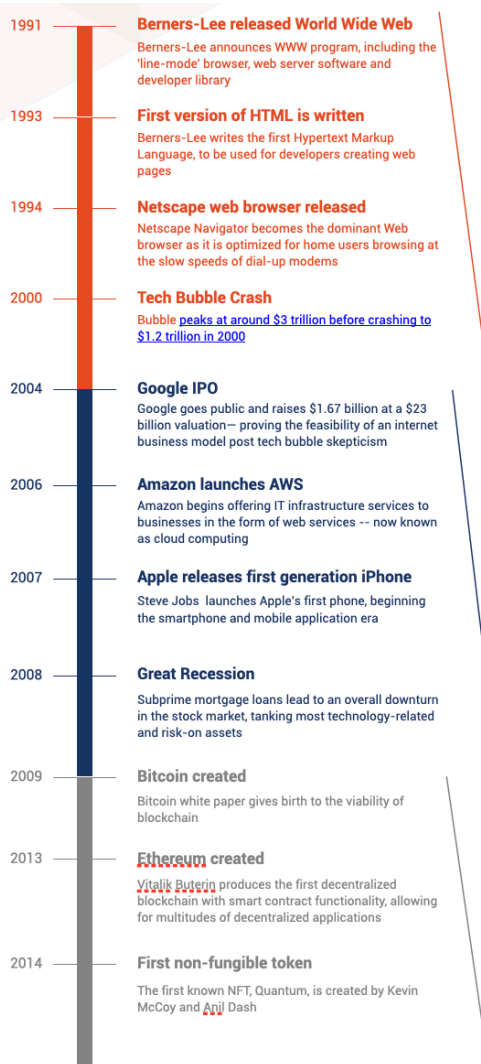 1991
Berners-Lee released World Wide Web
Berners-Lee announces WWW program, including the
'line-mode' browser, web server software and
developer library
1993
First version of HTML is written
Berners-Lee writes the first Hypertext Markup
Language, to be used for developers creating web
pages
1994
Netscape web browser released
Netscape Navigator becomes the dominant Web
browser as it is optimized for home users browsing at
the slow speeds of dial-up modems
2000
Tech Bubble Crash
Bubble peaks at around $3 trillion before crashing to
$1.2 trillion in 2000
2004
Google IPO
Google goes public and raises $1.67 billion at a $23
billion valuation— proving the feasibility of an internet
business model post tech bubble skepticism
2006
Amazon launches AWS
Amazon begins offering IT infrastructure services to
businesses in the form of web services -- now known
as cloud computing
2007
Apple releases first generation iPhone
Steve Jobs launches Apple's first phone, beginning
the smartphone and mobile application era
2008
Great Recession
Subprime mortgage loans lead to an overall downturn
in the stock market, tanking most technology-related
and risk-on assets
2009
Bitcoin created
Bitcoin white paper gives birth to the viability of
blockchain
2013
Ethereum created
Vitalik Buterin produces the first decentralized
blockchain with smart contract functionality, allowing
for multitudes of decentralized applications
2014
First non-fungible token
The first known NFT, Quantum, is created by Kevin
McCoy and Anil Dash